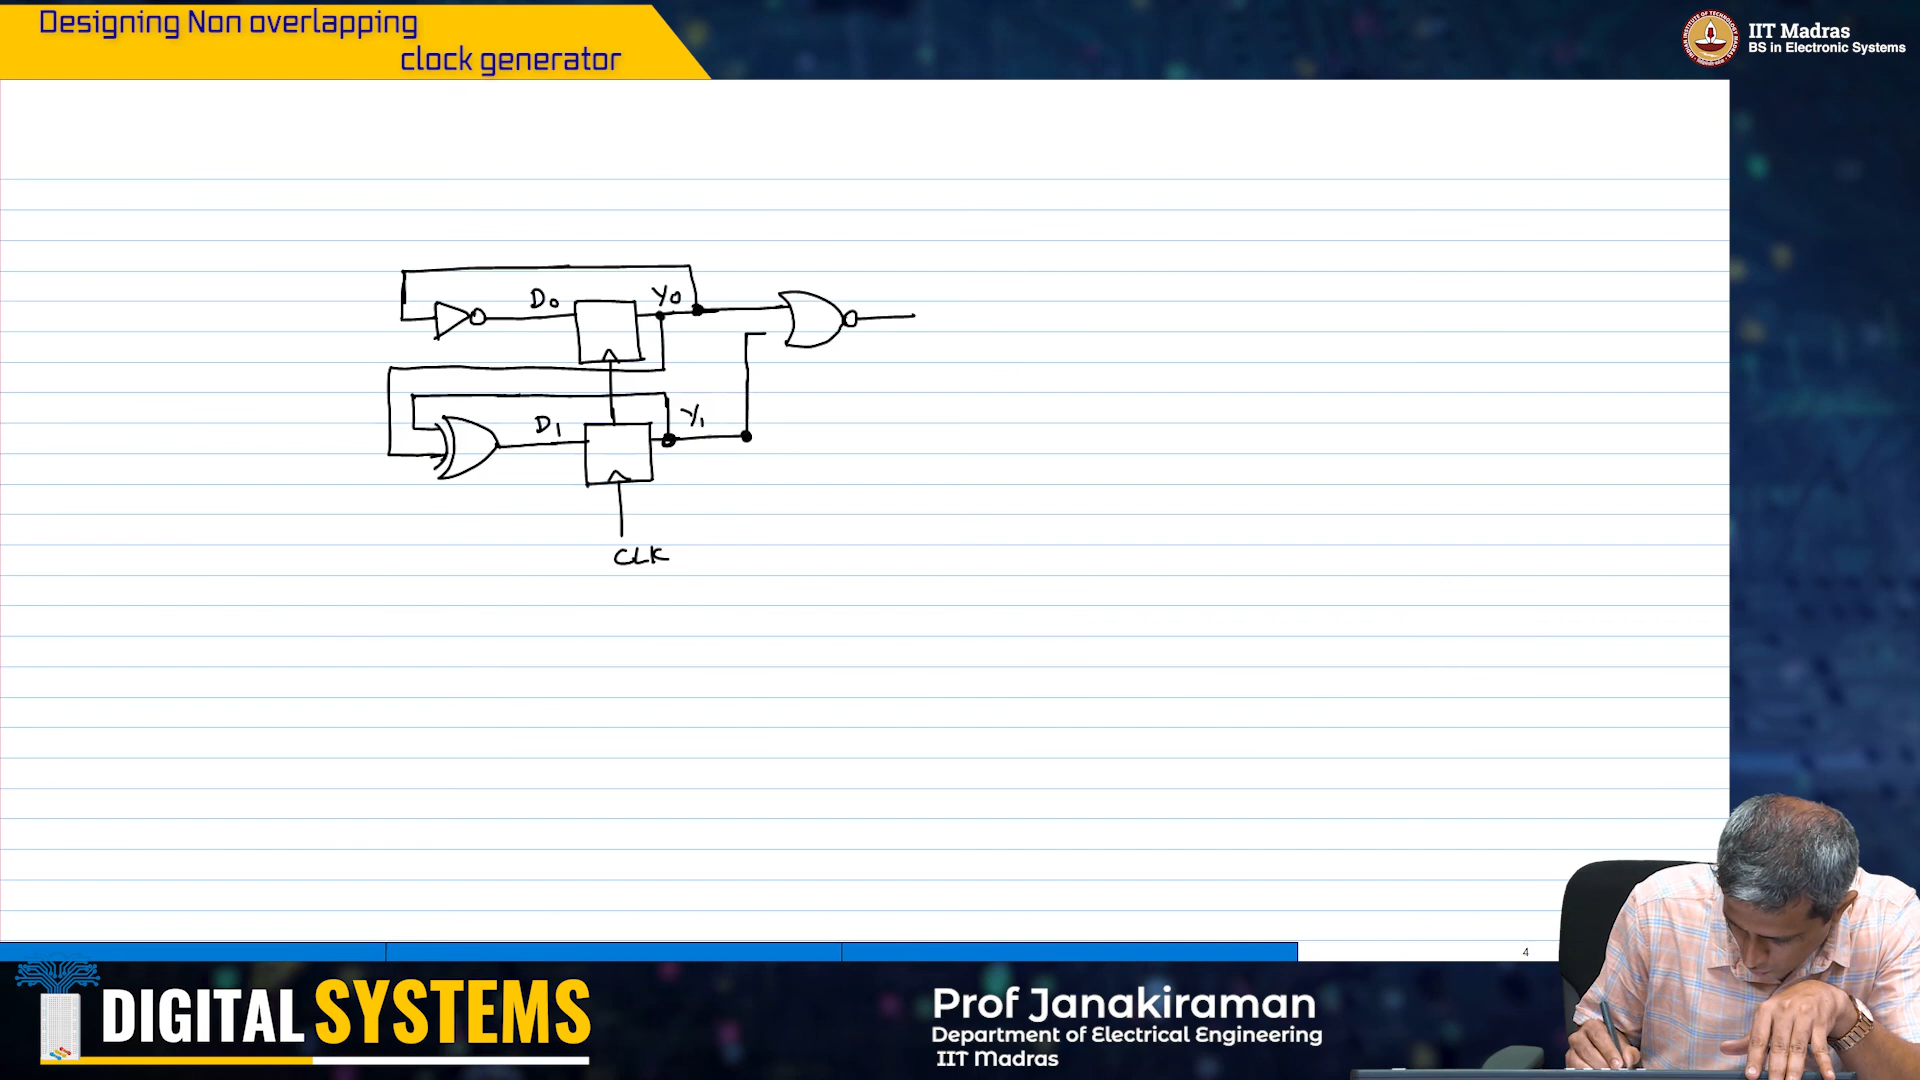 Designing Non overlapping
clock generator
IIT Madras
BS in Electronic Systems
D0
Y0
D1
Y1
CLK
4
DIGITAL SYSTEMS
Prof Janakiraman
Department of Electrical Engineering
IIT Madras